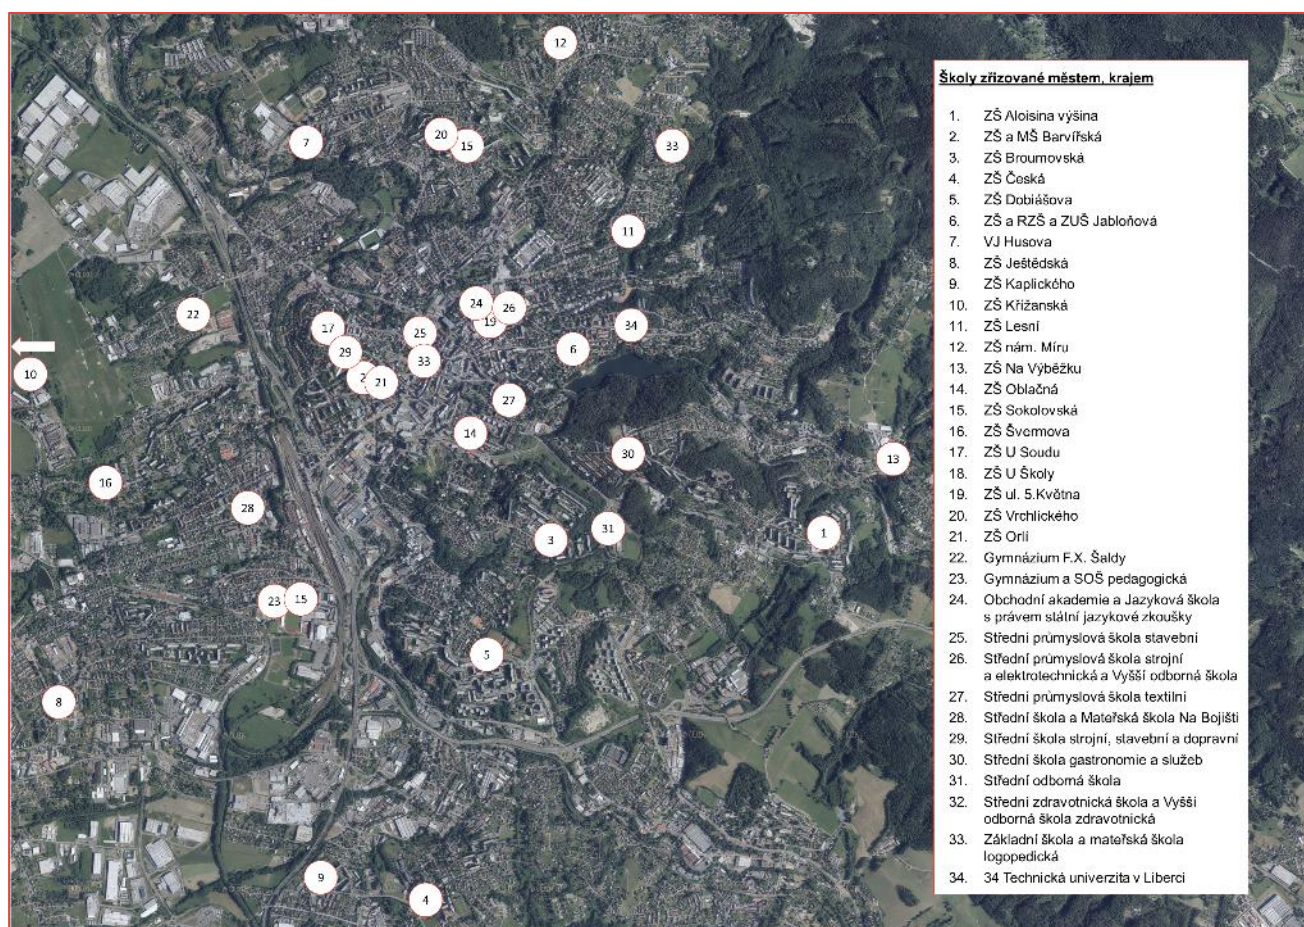 Školy zřizované městem, krajem
1. ZŠ Aloisina výšina
2. ZŠ a MŠ Barvířská
3. ZŠ Broumovská
4. ZŠ Česká
5. ZŠ Dobiášova
6. ZŠ a RZŠ a ZUŠ Jabloňová
7. VJ Husova
8. ZŠ Ještědská
9. ZŠ Kaplického
10. ZŠ Křížanská
11. ZŠ Lesní
12. ZŠ nám. Míru
13. ZŠ Na Výběžku
14. ZŠ Oblačná
15. ZŠ Sokolovská
16. ZŠ Švermova
17. ZŠ U Soudu
18. ZŠ U Školy
19. ZŠ ul. 5.Května
20. ZŠ Vrchlického
21. ZŠ Orlí
22. Gymnázium F.X. Šaldy
23. Gymnázium a SOŠ pedagogická
24. Obchodní akademie a Jazyková škola
s právem státní jazykové zkoušky
25. Střední průmyslová škola stavební
26. Střední průmyslová škola strojní
a elektrotechnická a Vyšší odborná škola
27. Střední průmyslová škola textilní
28. Střední škola a Mateřská škola Na Bojišti
29. Střední škola strojní, stavební a dopravní
30. Střední škola gastronomie a služeb
31. Střední odborná škola
32. Střední zdravotnická škola a Vyšší
odborná škola zdravotnická
33. Základní škola a mateřská škola
logopedická
34. 34 Technická univerzita v Liberci
12
20
15
7
33
11
24
26
19
22
17
25
34
29
33
6
10
2
21
27
14
30
13
16
28
31
3
1
23
15
5
8
9
4